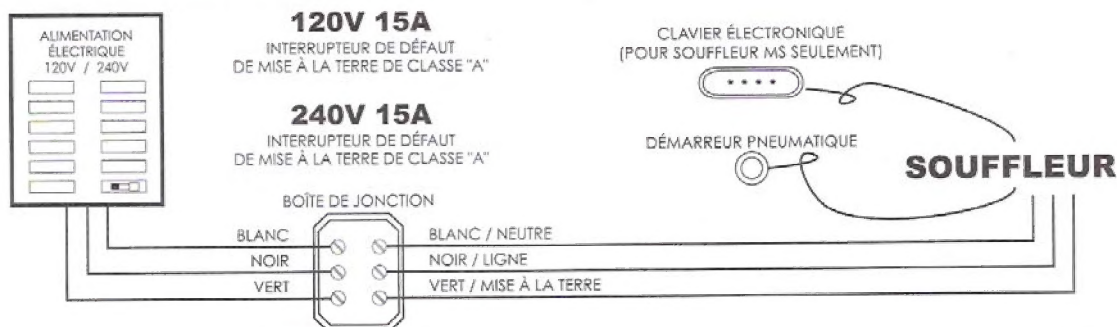 ALIMENTATION
ÉLECTRIQUE
120V / 240V
120V 15A
INTERRUPTEUR DE DÉFAUT
DE MISE À LA TERRE DE CLASSE "A"
240V 15A
INTERRUPTEUR DE DÉFAUT
DE MISE À LA TERRE DE CLASSE "A"
CLAVIER ÉLECTRONIQUE
(POUR SOUFFLEUR MS SEULEMENT)
DÉMARREUR PNEUMATIQUE
SOUFFLEUR
BOÎTE DE JONCTION
BLANC
BLANC / NEUTRE
NOIR
NOIR / LIGNE
VERT
VERT / MISE À LA TERRE